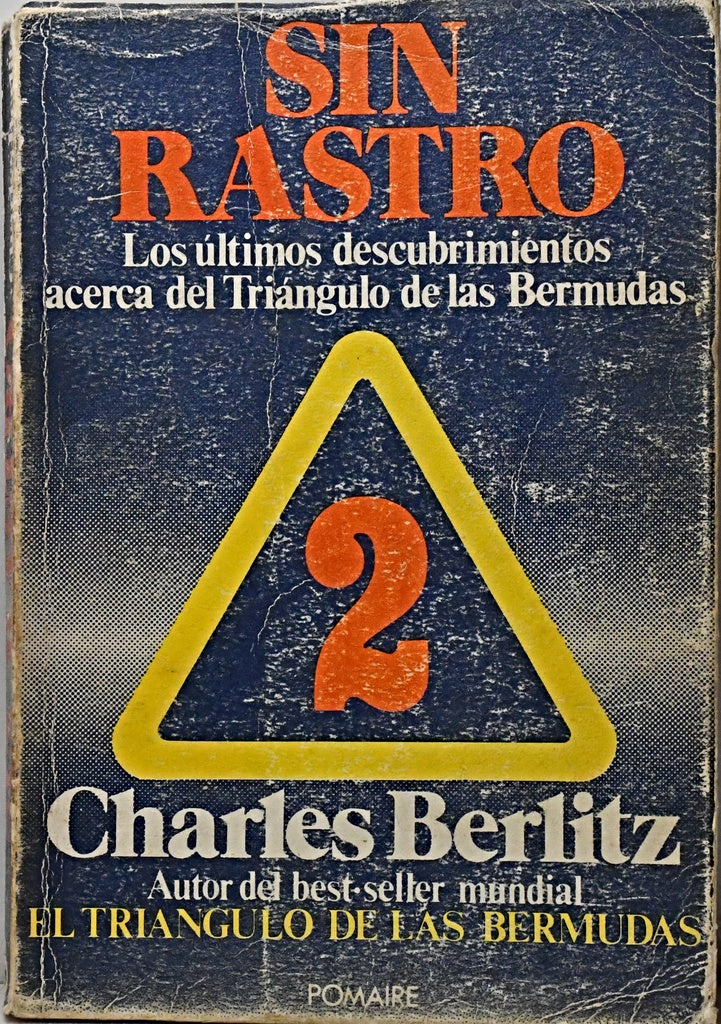 SIN
RASTRO
Los últimos descubrimientos
acerca del Triángulo de las Bermudas
2
Charles Berlitz
Autor del best-seller mundial
EL TRIANGULO DE LAS BERMUDAS
POMAIRE